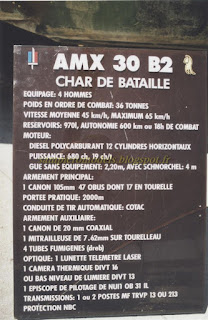 AMX 30 B2
CHAR DE BATAILLE
EQUIPAGE: 4 HOMMES
POIDS EN ORDRE DE COMBAT: 36 TONNES
VITESSE MOYENNE 45 km/h, MAXIMUM 65 km/h
RESERVOIRS: 970l, AUTONOMIE 600 km ou 16h DE COMBAT
MOTEUR:
DIESEL POLYCARBURANT 12 CYLINDRES HORIZONTAUX
PUISSANCE: 680 ch, 19 ch/t
GUE SANS EQUIPEMENT: 2,20m, AVEC SCHNORCHEL: 4 m
ARMEMENT PRINCIPAL:
1 CANON 105mm 47 OBUS DONT 17 EN TOURELLE
PORTEE PRATIQUE: 2000m
CONDUITE DE TIR AUTOMATIQUE: COTAC
ARMEMENT AUXILIAIRE:
1 CANON DE 20 mm COAXIAL
1 MITRAILLEUSE DE 7.62mm SUR TOURELLEAU
4 TUBES FUMIGENES (dreb)
OPTIQUE: 1 LUNETTE TELEMETRE LASER
1 CAMERA THERMIQUE DIVT 16
OU BAS NIVEAU DE LUMIERE DIVT 13
1 EPISCOPE DE PILOTAGE DE NUIT OB 31 IL
TRANSMISSIONS: 1 ou 2 POSTES MF TRVP 13 OU 213
PROTECTION NBC